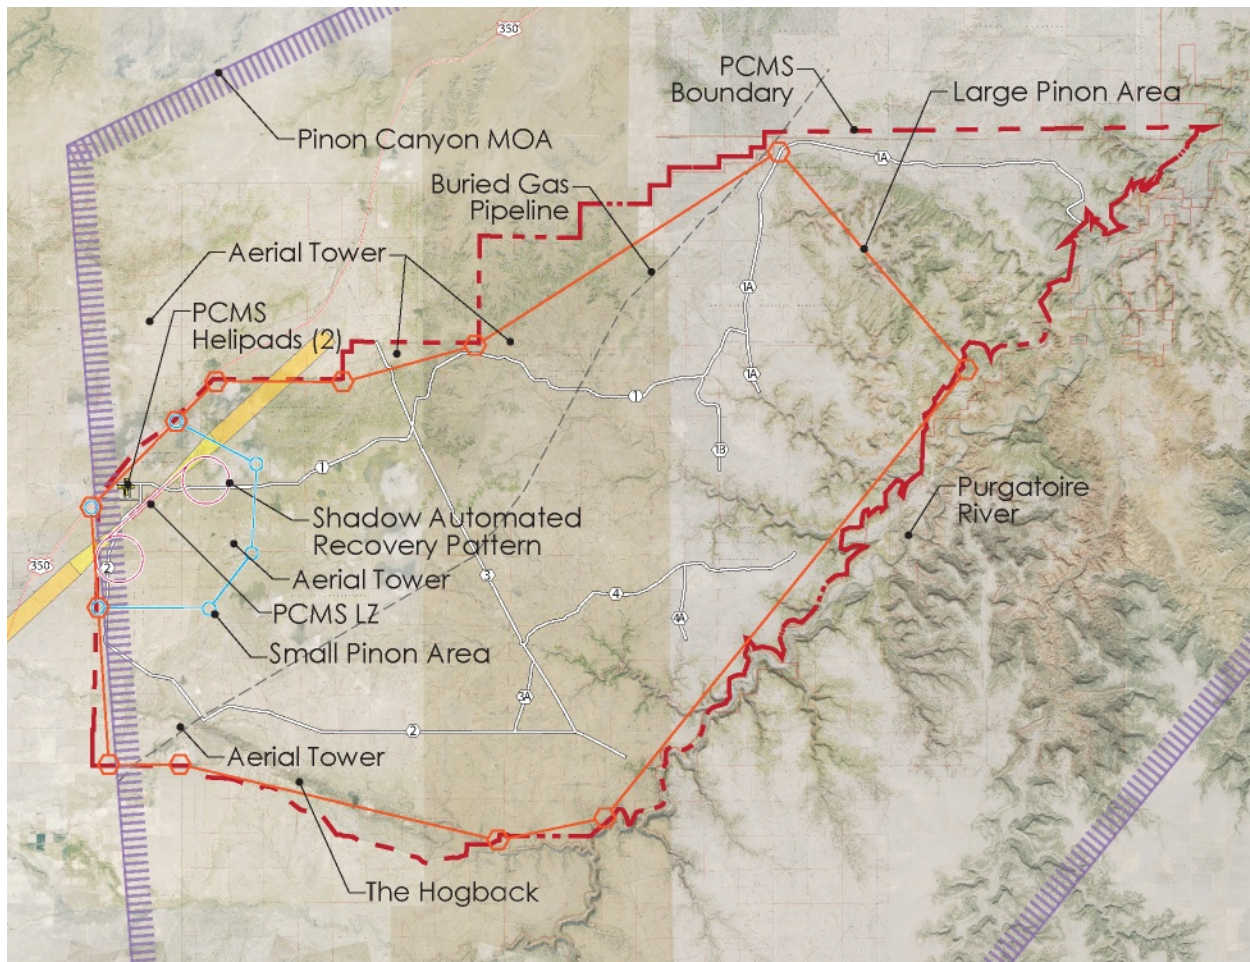 350
PCMS
Boundary
Large Pinon Area
Pinon Canyon MOA
1A
Buried Gas
Pipeline
Aerial Tower
1A
PCMS
Helipads (2)
1A
1
1B
1
Shadow Automated
Recovery Pattern
Purgatoire
River
350
2
Aerial Tower
3
4
PCMS LZ
4A
Small Pinon Area
3A
2
Aerial Tower
The Hogback